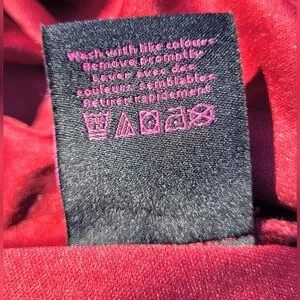 Wash with like colours
Remove promptly
Laver avec des
couleurs semblables
Retirer rapidement